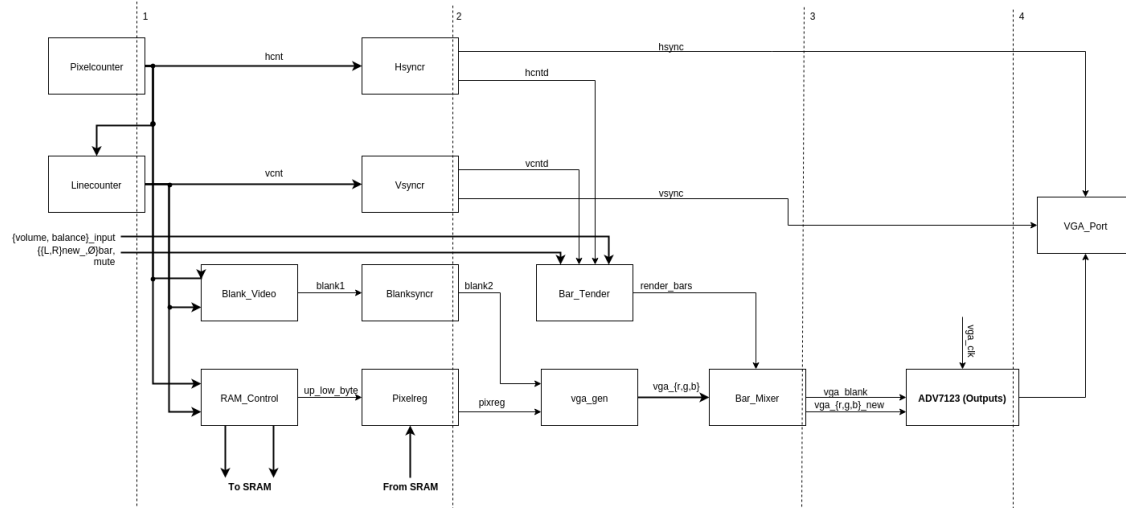 1
2
3
4
Pixelcounter
hcnt
Hsyncr
hsync
hcntd
Linecounter
vcnt
Vsyncr
vcntd
vsync
VGA_Port
{volume, balance}_input
{{L,R}new_,Ø}bar,
mute
Blank_Video
blank1
Blanksyncr
blank2
Bar_Tender
render_bars
vga_clk
RAM_Control
up_low_byte
Pixelreg
pixreg
vga_gen
vga_{r,g,b}
Bar_Mixer
vga_blank
vga_{r,g,b}_new
ADV7123 (Outputs)
To SRAM
From SRAM